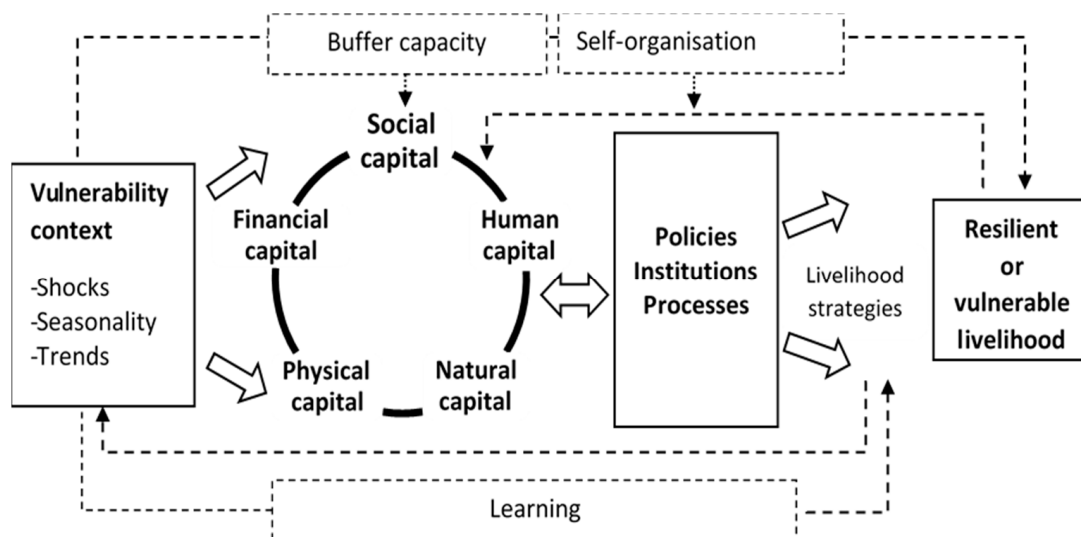 Buffer capacity
Self-organisation
Social
capital
Vulnerability
context
-Shocks
-Seasonality
-Trends
Financial
capital
Human
capital
Physical
capital
Natural
capital
Policies
Institutions
Processes
Livelihood
strategies
Resilient
or
vulnerable
livelihood
Learning